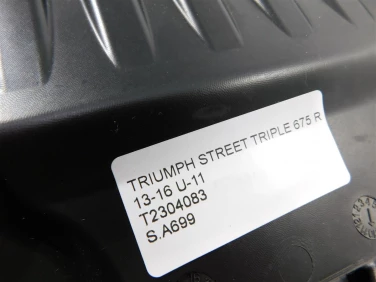 TRIUMPH STREET TRIPLE 675 R
13-16 U-11
T2304083
S.A699